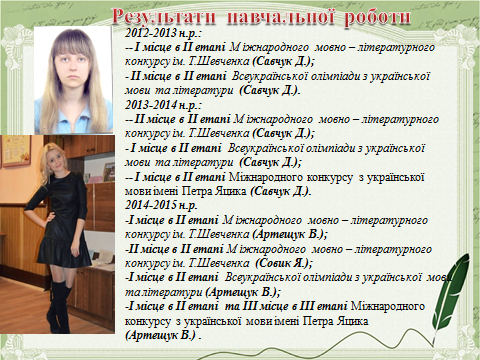 Результати навчальної роботи
2012-2013 н.р.:
-- І місце в ІІ етапі М іжнародного мовно – літературного
конкурсу ім. Т.Шевченка (Савчук Д.);
- ІІ місце в ІІ етапі Всеукраїнської олімпіади з української
мови та літератури (Савчук Д.).
2013-2014 н.р.:
-- ІІ місце в ІІ етапі М іжнародного мовно – літературного
конкурсу ім. Т.Шевченка (Савчук Д.);
- І місце в ІІ етапі Всеукраїнської олімпіади з української
мови та літератури (Савчук Д.);
-- І місце в ІІ етапі Міжнародного конкурсу з української
мови імені Петра Яцика (Савчук Д.).
2014-2015 н.р.
-І місце в ІІ етапі М іжнародного мовно – літературного
конкурсу ім. Т.Шевченка (Артещук В.);
-ІІ місце в ІІ етапі М іжнародного мовно – літературного
конкурсу ім. Т.Шевченка (Совик Я.);
-І місце в ІІ етапі Всеукраїнської олімпіади з української мови
та літератури (Артещук В.);
-І місце в ІІ етапі та ІІІ місце в ІІІ етапі Міжнародного
конкурсу з української мови імені Петра Яцика
(Артещук В.) .